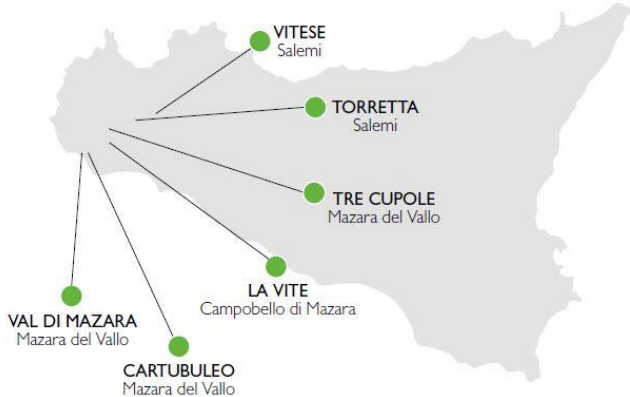 VITESE
Salemi
TORRETTA
Salemi
TRE CUPOLE
Mazara del Vallo
LA VITE
Campobello di Mazara
VAL DI MAZARA
Mazara del Vallo
CARTUBULEO
Mazara del Vallo